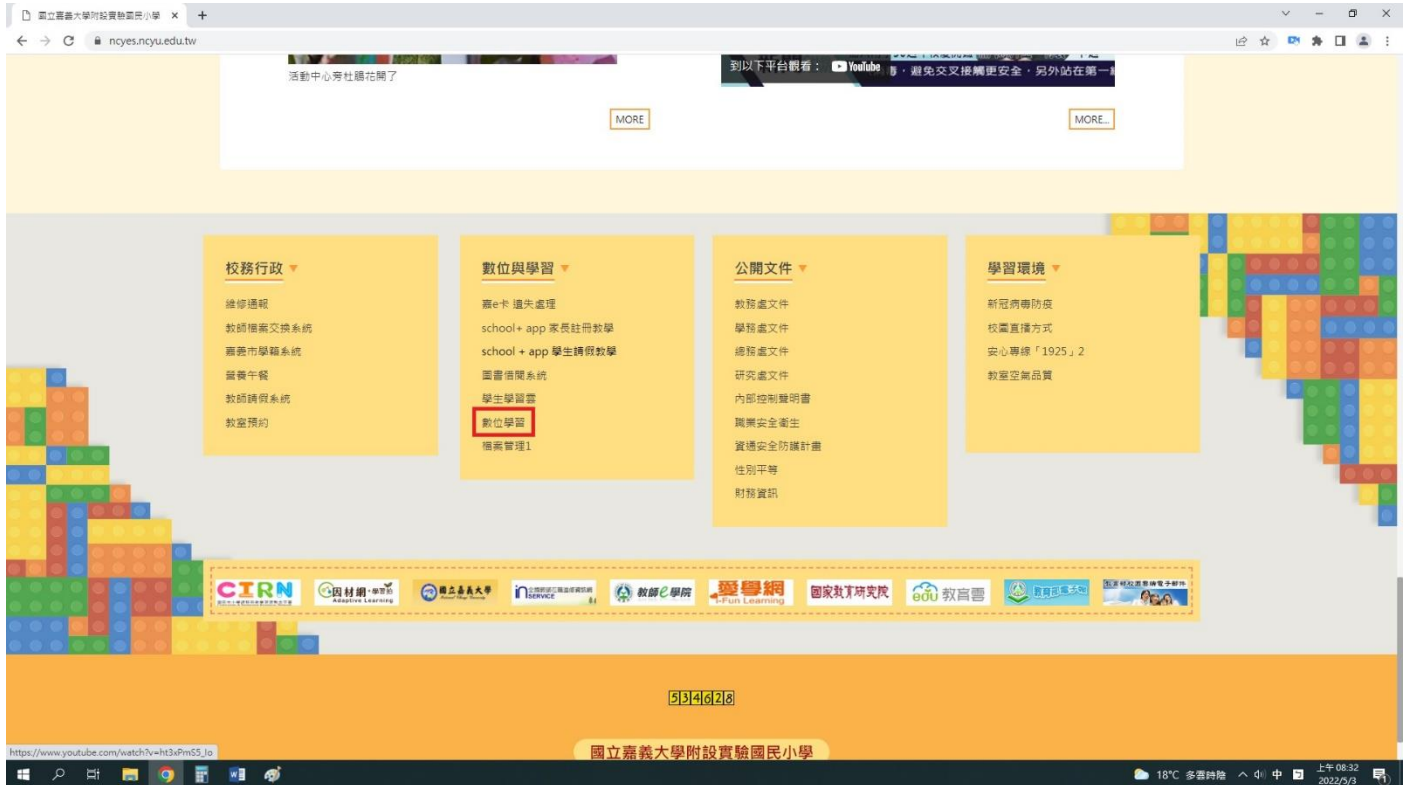 國立嘉義大學附設實驗國民小學
ncyes.ncyu.edu.tw
活動中心旁杜鵑花開了
到以下平台觀看： YouTube
避免交叉接觸更安全，另外站在第一
MORE
MORE...
校務行政
維修通報
教師檔案交換系統
嘉義市學籍系統
營養午餐
教師請假系統
教室預約
數位與學習
嘉e卡 遺失處理
school+ app 家長註冊教學
school + app 學生請假教學
圖書借閱系統
學生學習雲
數位學習
檔案管理1
公開文件
教務處文件
學務處文件
總務處文件
研究處文件
內部控制聲明書
職業安全衛生
資通安全防護計畫
性別平等
財務資訊
學習環境
新冠病毒防疫
校園直播方式
安心專線「1925」2
教室空氣品質
CIRN
因材網
Adaptive Learning
國立嘉義大學
inservice
教師e學院
愛學網
i-Fun Learning
國家教育研究院
edu 教育雲
534628
國立嘉義大學附設實驗國民小學
https://www.youtube.com/watch?v=ht3xPmS5_Io
18°C 多雲時陰
中
上午 08:32
2022/5/3